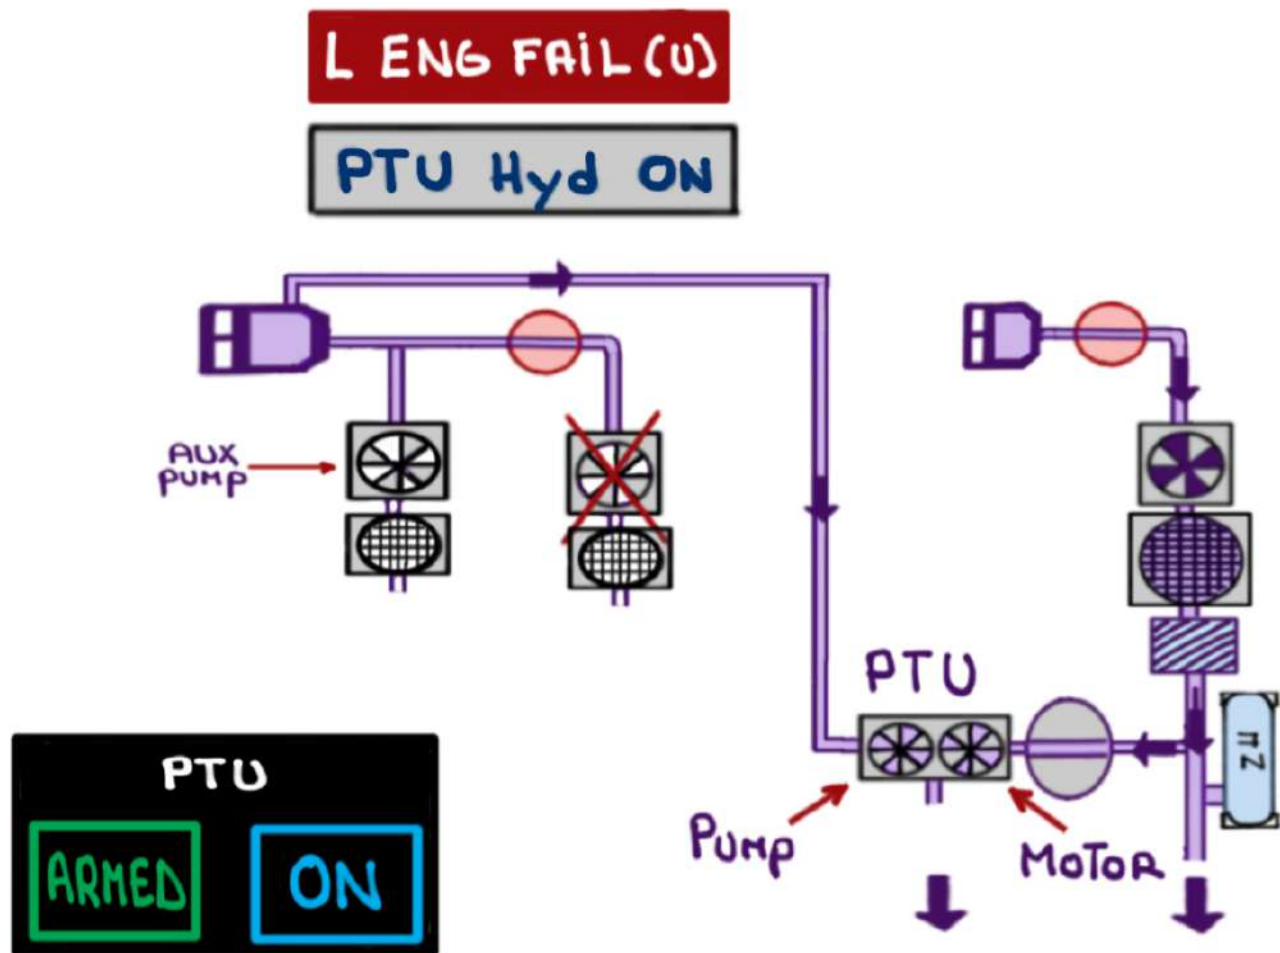 L ENG FAIL (U)
PTU Hyd ON
AUX
PUMP
PTU
Pump
MOTOR
PTU
ARMED
ON